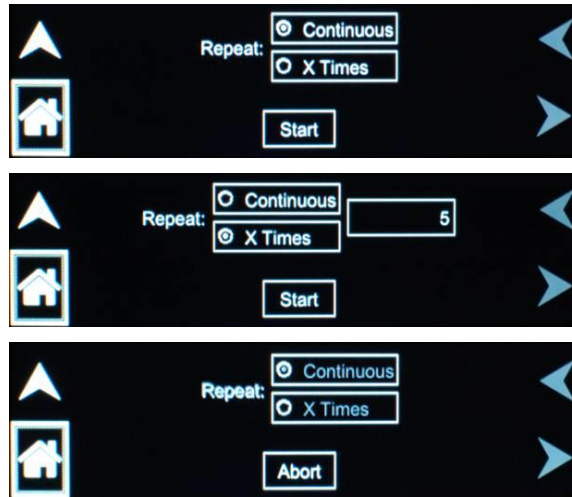 Continuous
Repeat:
X Times
Start
Continuous
Repeat: 5
X Times
Start
Continuous
Repeat:
X Times
Abort